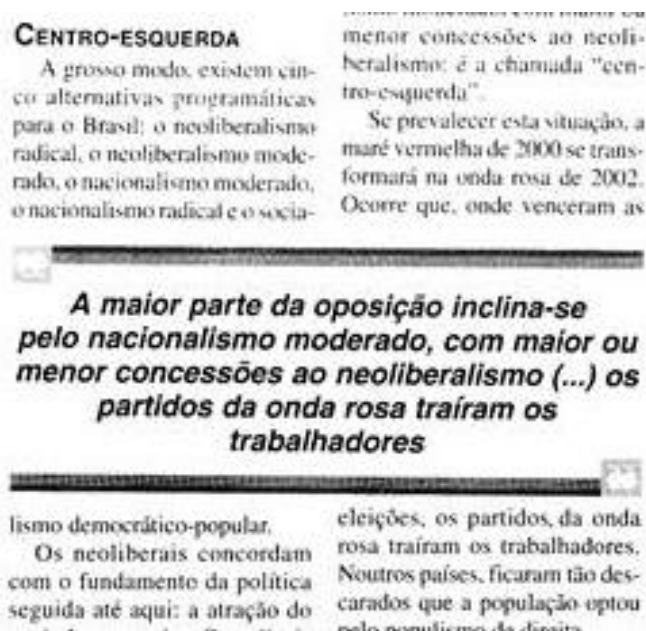 CENTRO-ESQUERDA
A grosso modo, existem cin-
co alternativas programáticas
para o Brasil: o neoliberalismo
radical, o neoliberalismo mode-
rado, o nacionalismo moderado,
o nacionalismo radical e o socia-
menor concessões ao neoli-
beralismo: é a chamada "cen-
tro-esquerda".
Se prevalecer esta situação, a
maré vermelha de 2000 se trans-
formará na onda rosa de 2002.
Ocorre que, onde venceram as
A maior parte da oposição inclina-se
pelo nacionalismo moderado, com maior ou
menor concessões ao neoliberalismo (...) os
partidos da onda rosa traíram os
trabalhadores
lismo democrático-popular.
Os neoliberais concordam
com o fundamento da política
seguida até aqui: a atração do
eleições, os partidos, da onda
rosa traíram os trabalhadores.
Noutros países, ficaram tão des-
carados que a população optou
pelo populismo de direita